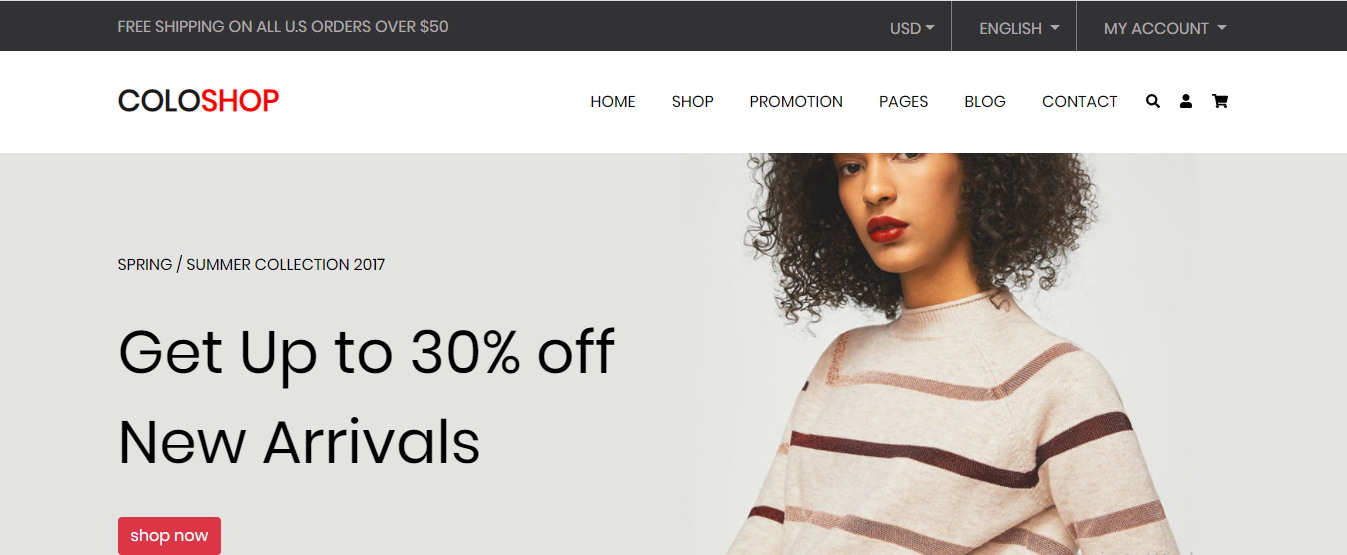 FREE SHIPPING ON ALL U.S ORDERS OVER $50
USD
ENGLISH
MY ACCOUNT
COLOSHOP
HOME
SHOP
PROMOTION
PAGES
BLOG
CONTACT
SPRING / SUMMER COLLECTION 2017
Get Up to 30% off
New Arrivals
shop now